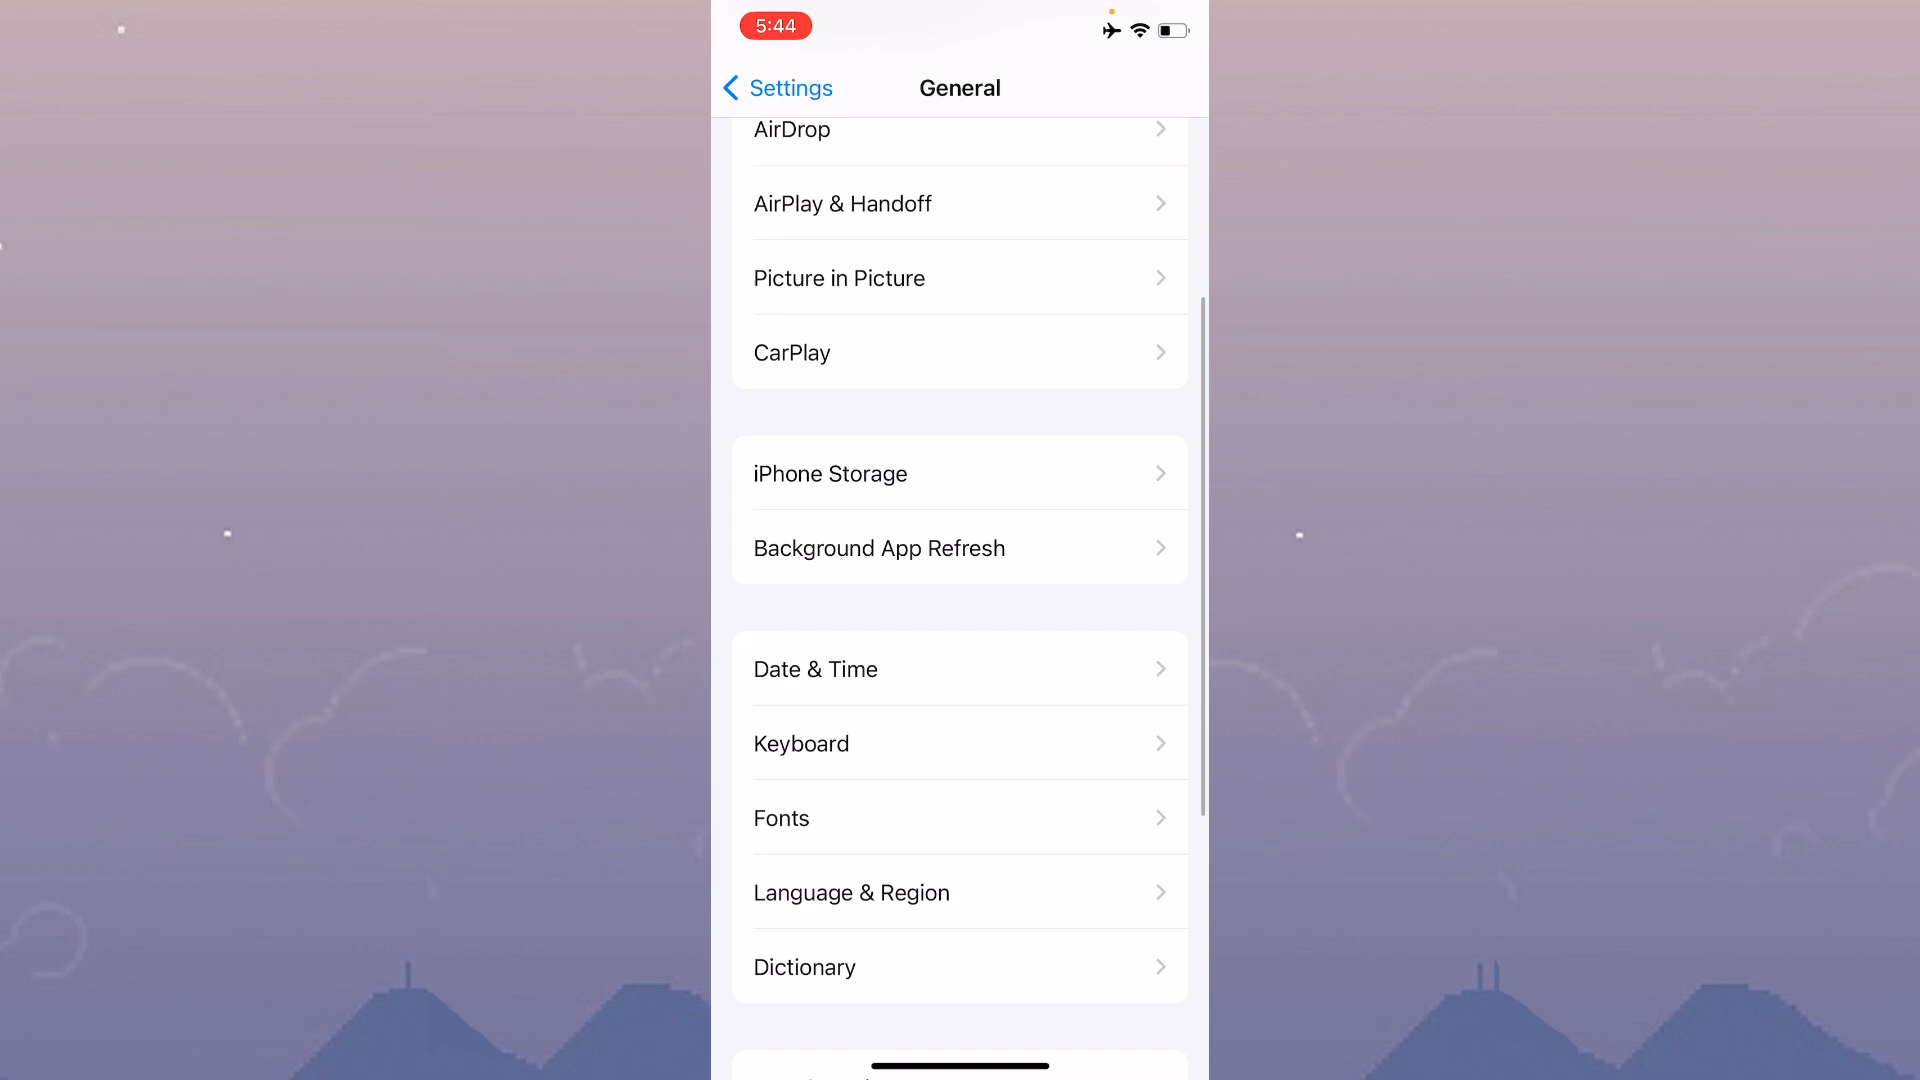 5:44
Settings
General
AirDrop
AirPlay & Handoff
Picture in Picture
CarPlay
iPhone Storage
Background App Refresh
Date & Time
Keyboard
Fonts
Language & Region
Dictionary